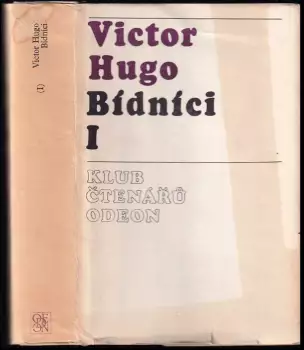 Victor Hugo
Bídníci
(I)
Victor
Hugo
Bídníci
I
KLUB
ČTENÁŘŮ
ODEON